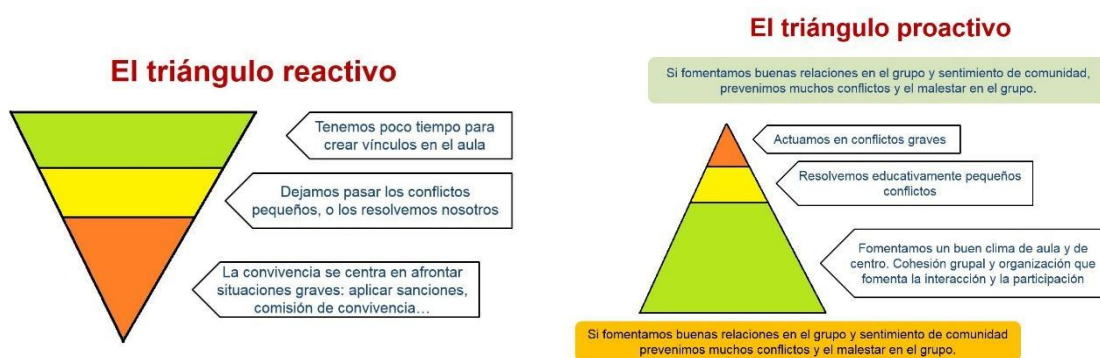 El triángulo reactivo
Tenemos poco tiempo para
crear vínculos en el aula
Dejamos pasar los conflictos
pequeños, o los resolvemos nosotros
La convivencia se centra en afrontar
situaciones graves: aplicar sanciones,
comisión de convivencia...
El triángulo proactivo
Si fomentamos buenas relaciones en el grupo y sentimiento de comunidad,
prevenimos muchos conflictos y el malestar en el grupo.
Actuamos en conflictos graves
Resolvemos educativamente pequeños
conflictos
Fomentamos un buen clima de aula y de
centro. Cohesión grupal y organización que
fomenta la interacción y la participación
Si fomentamos buenas relaciones en el grupo y sentimiento de comunidad
prevenimos muchos conflictos y el malestar en el grupo,